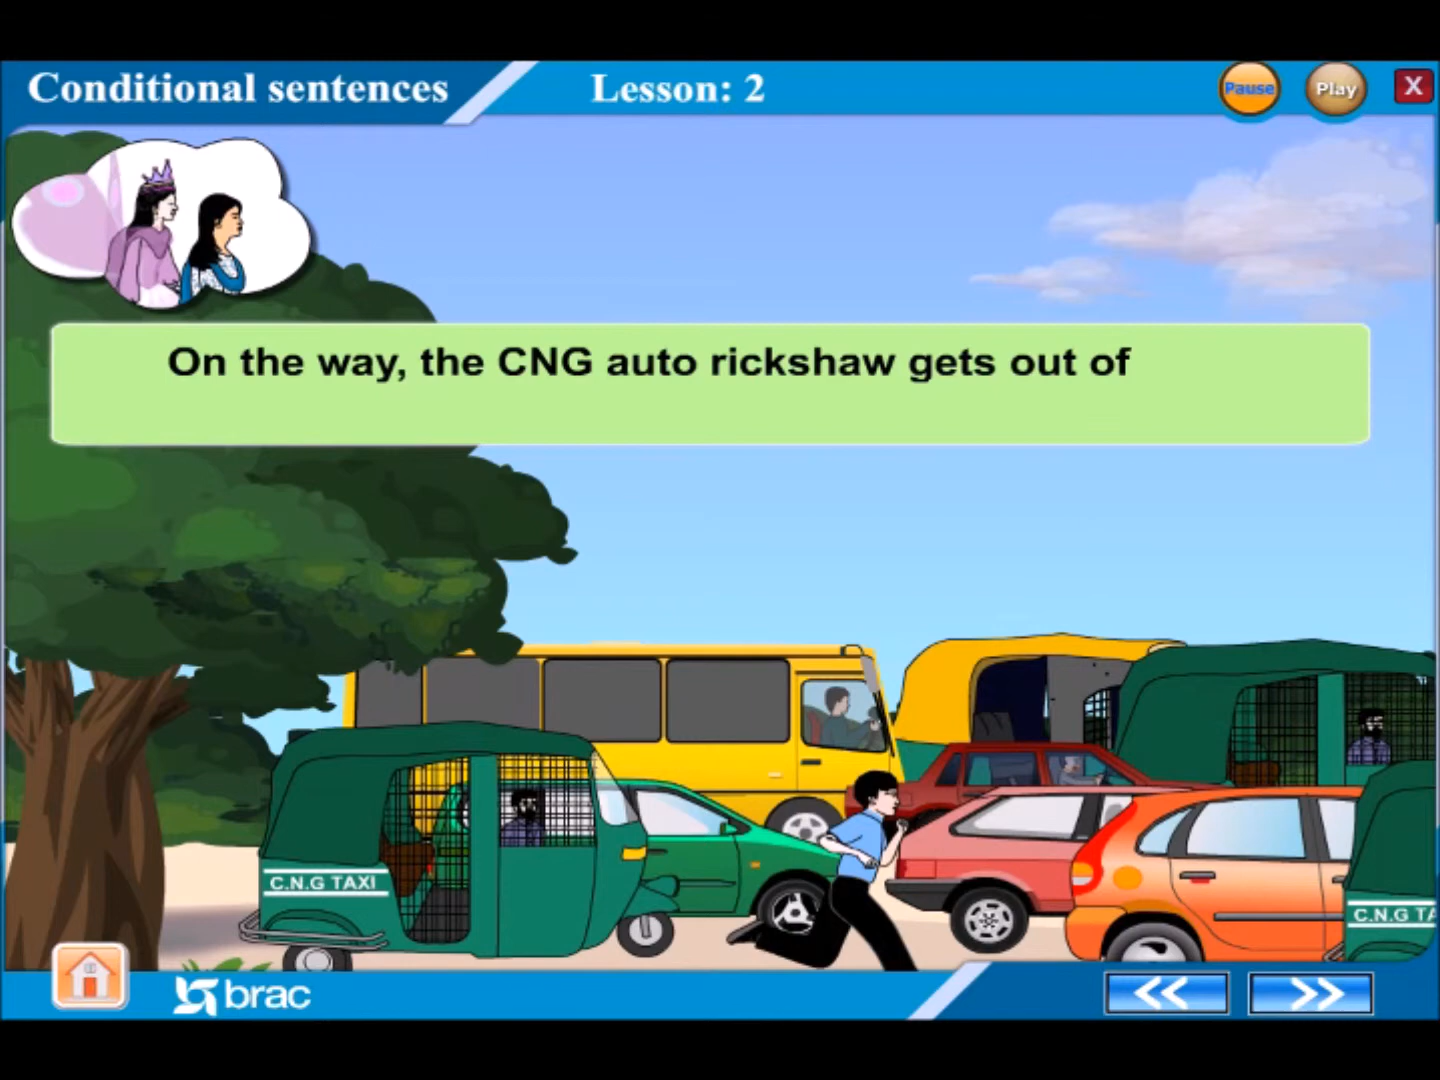 Conditional sentences
Lesson: 2
Pause
Play
X
On the way, the CNG auto rickshaw gets out of
C.N.G TAXI
C.N.G TA
brac